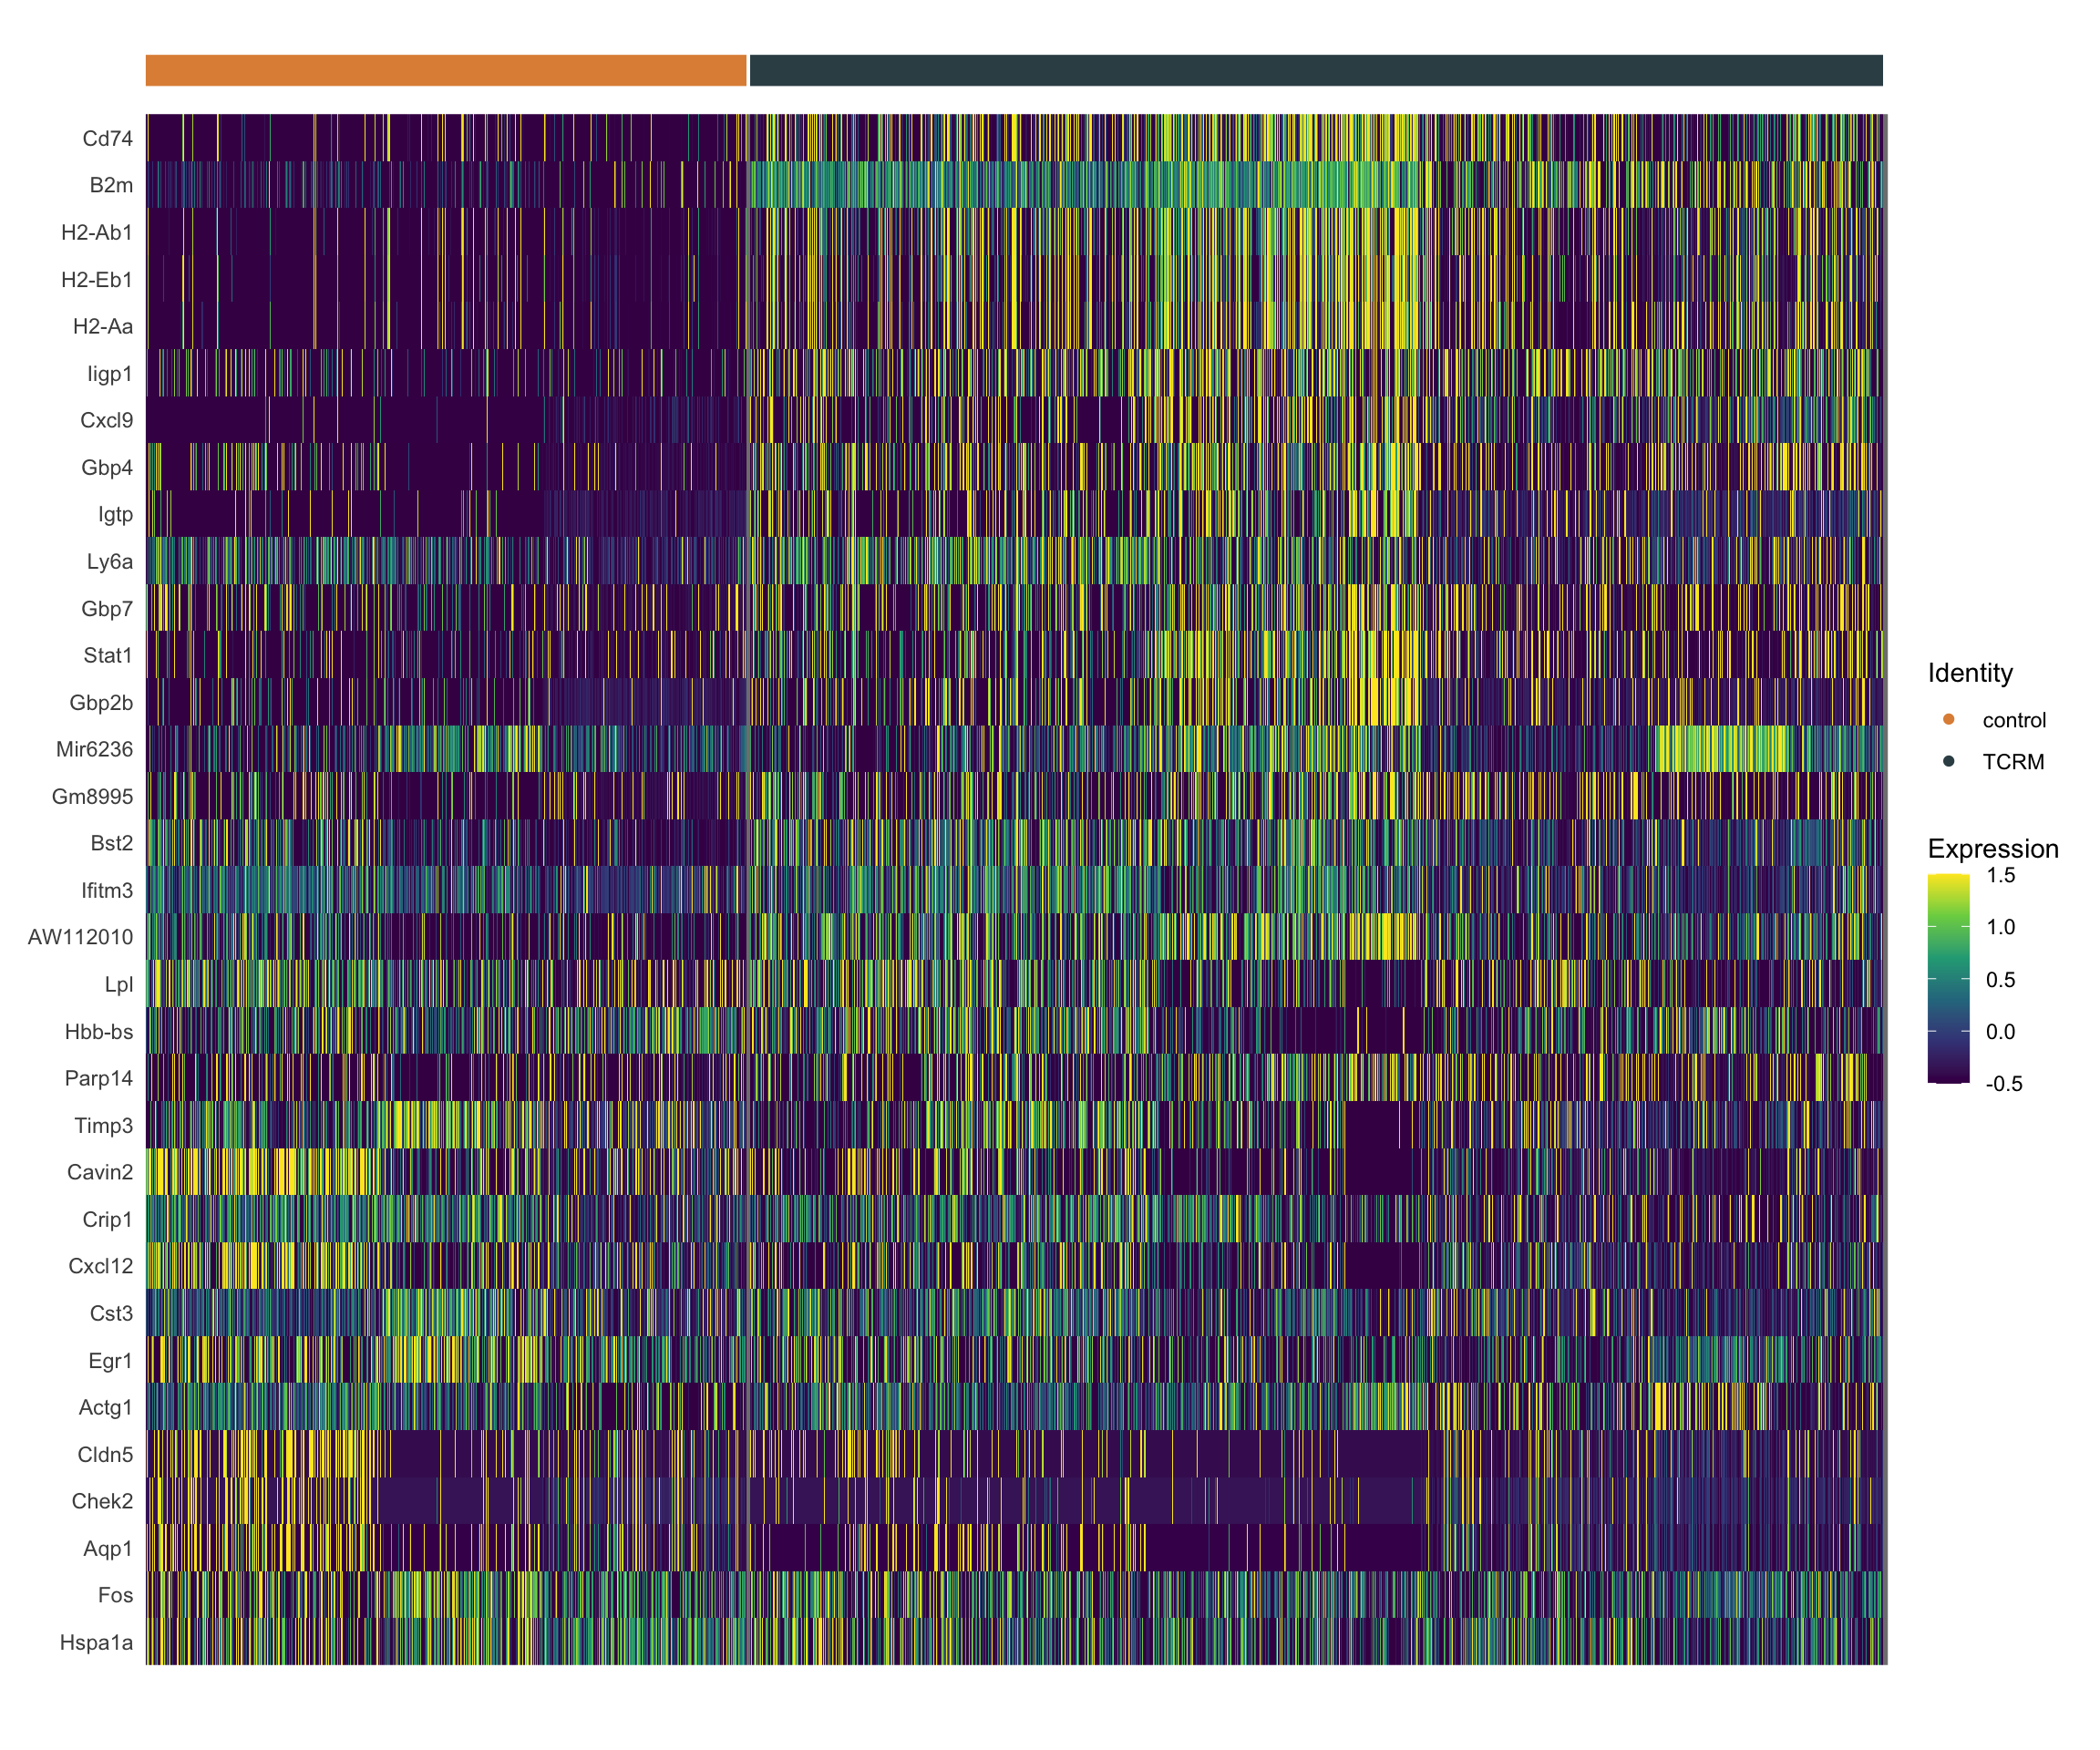 Cd74
B2m
H2-Ab1
H2-Eb1
H2-Aa
Iigp1
Cxcl9
Gbp4
Igtp
Ly6a
Gbp7
Stat1
Gbp2b
Mir6236
Gm8995
Bst2
Ifitm3
AW112010
Lpl
Hbb-bs
Parp14
Timp3
Cavin2
Crip1
Cxcl12
Cst3
Egr1
Actg1
Cldn5
Chek2
Aqp1
Fos
Hspa1a
Identity
control
TCRM
Expression
1.5
1.0
0.5
0.0
-0.5